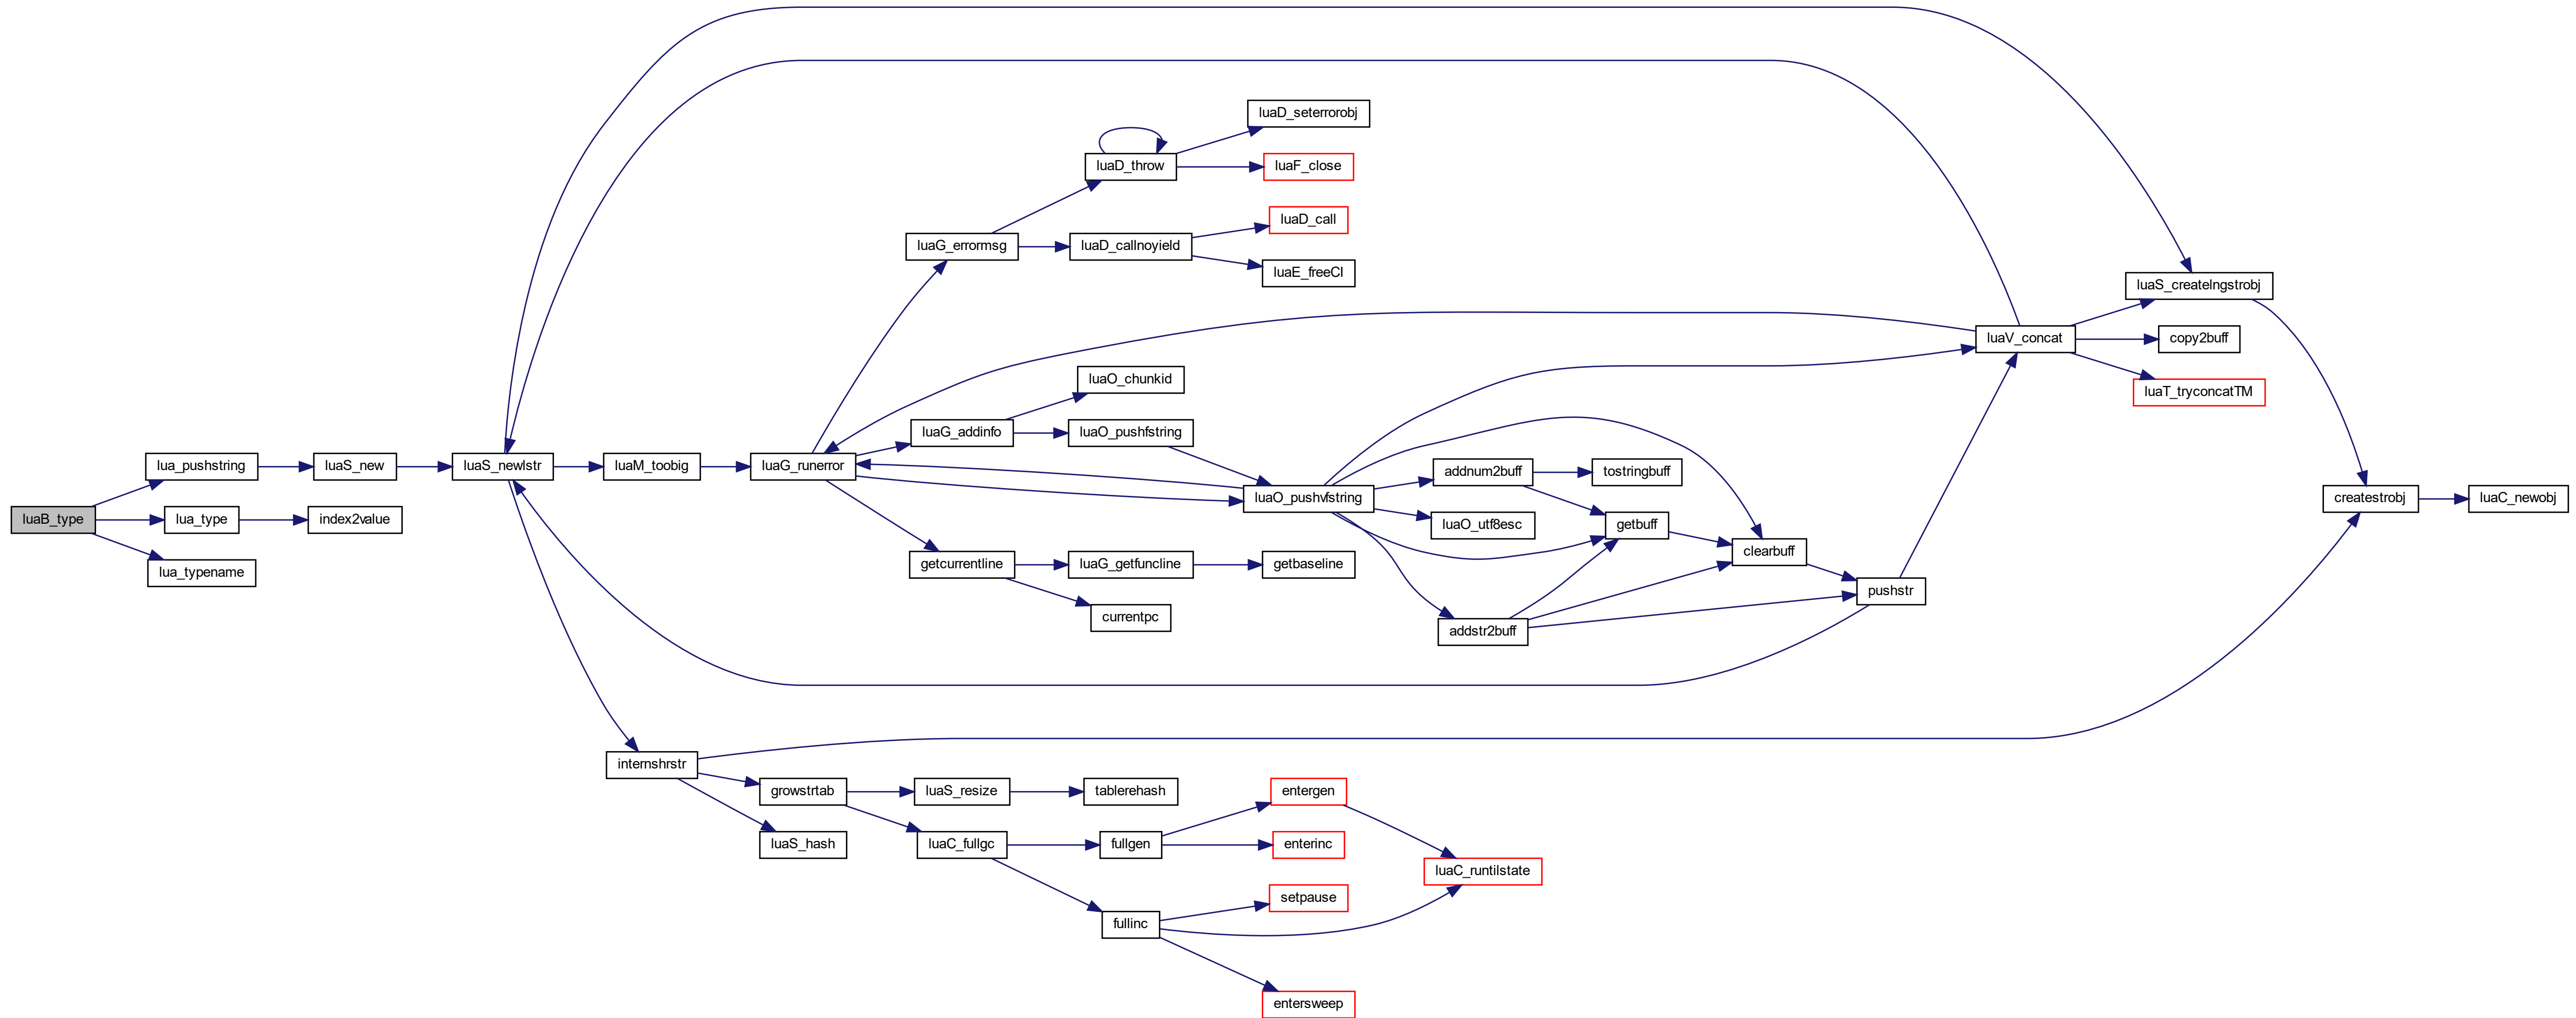 luaB_type
lua_pushstring
lua_type
lua_typename
luaS_new
index2value
luaS_newlstr
luaM_toobig
internshrstr
luaG_runerror
growstrtab
luaS_hash
luaG_errormsg
luaG_addinfo
getcurrentline
luaS_resize
luaC_fullgc
luaD_throw
luaD_callnoyield
luaO_chunkid
luaO_pushfstring
luaG_getfuncline
currentpc
tablerehash
fullgen
fullinc
luaD_seterrorobj
luaF_close
luaD_call
luaE_freeCI
luaO_pushvfstring
getbaseline
entergen
enterinc
setpause
entersweep
addnum2buff
luaO_utf8esc
addstr2buff
luaC_runtilstate
tostringbuff
getbuff
clearbuff
pushstr
luaV_concat
luaS_createlngstrobj
copy2buff
luaT_tryconcatTM
createstrobj
luaC_newobj